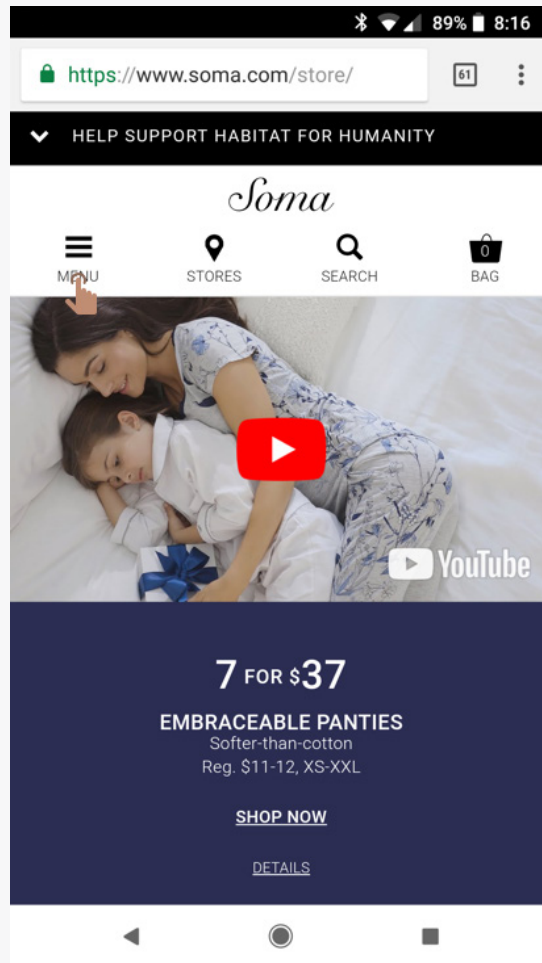 89% 8:16
https://www.soma.com/store/ 61
HELP SUPPORT HABITAT FOR HUMANITY
Soma
MENU STORES SEARCH 0 BAG
YouTube
7 FOR $37
EMBRACEABLE PANTIES
Softer-than-cotton
Reg. $11-12, XS-XXL
SHOP NOW
DETAILS